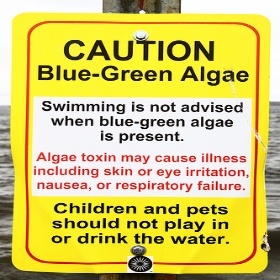 CAUTION
Blue-Green Algae
Swimming is not advised
when blue-green algae
is present.
Algae toxin may cause illness
including skin or eye irritation,
nausea, or respiratory failure.
Children and pets
should not play in
or drink the water.